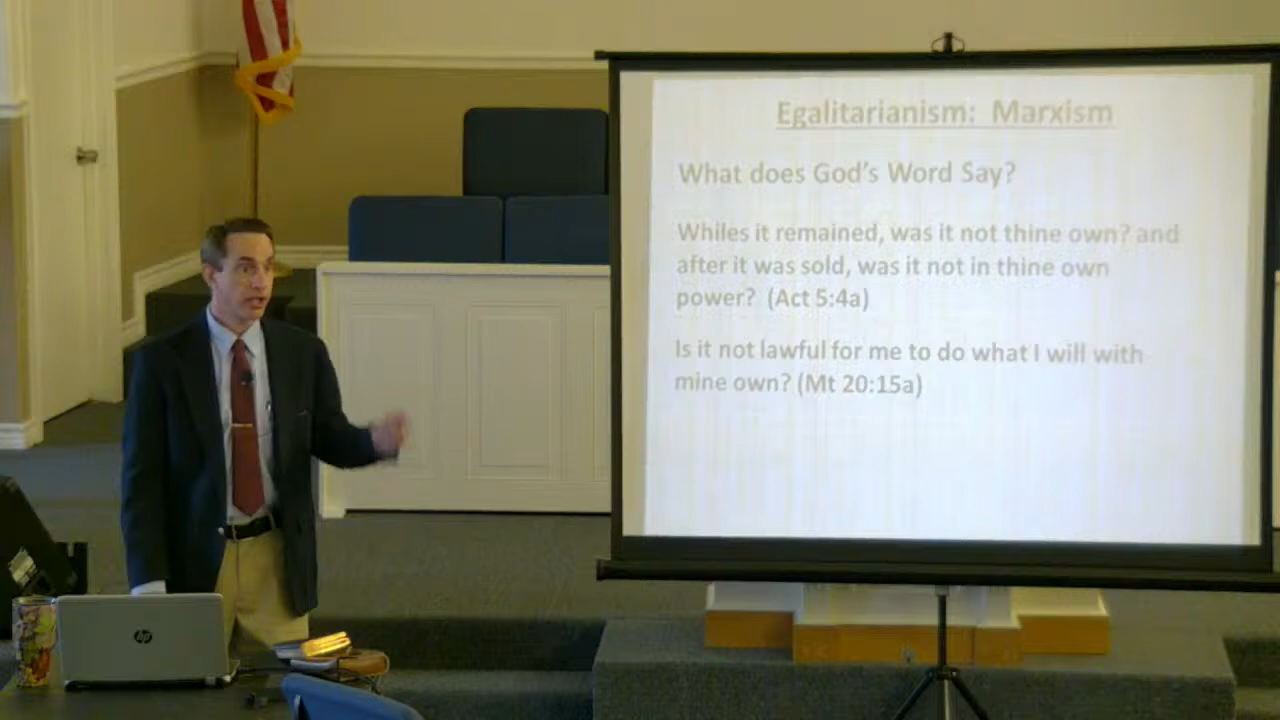 Egalitarianism: Marxism
What does God's Word Say?
Whiles it remained, was it not thine own? and
after it was sold, was it not in thine own
power? (Act 5:4a)
Is it not lawful for me to do what I will with
mine own? (Mt 20:15a)
hp